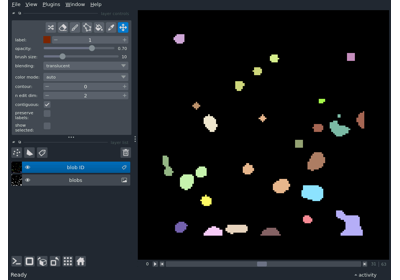 File View Plugins Window Help
label: 1
opacity: 0.70
brush size: 10
blending: translucent
color mode: auto
contour: 0
n edit dim: 2
contiguous:
preserve labels:
show selected:
blob ID
blobs
0
Ready
activity